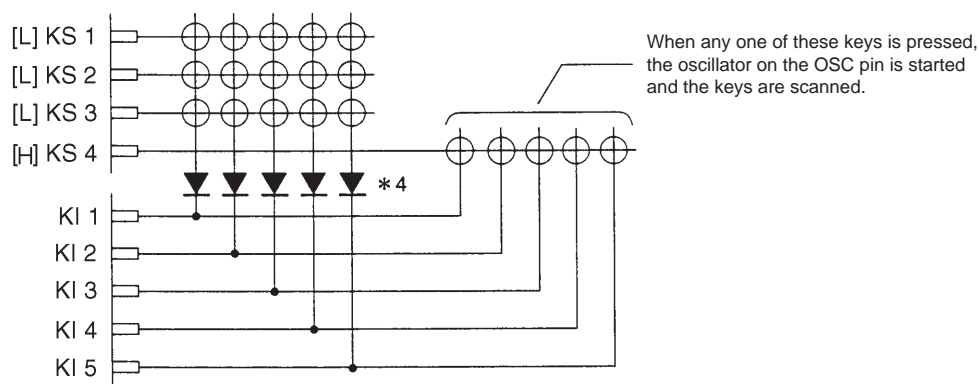 [L] KS 1
[L] KS 2
[L] KS 3
[H] KS 4
When any one of these keys is pressed,
the oscillator on the OSC pin is started
and the keys are scanned.
*4
KI 1
KI 2
KI 3
KI 4
KI 5